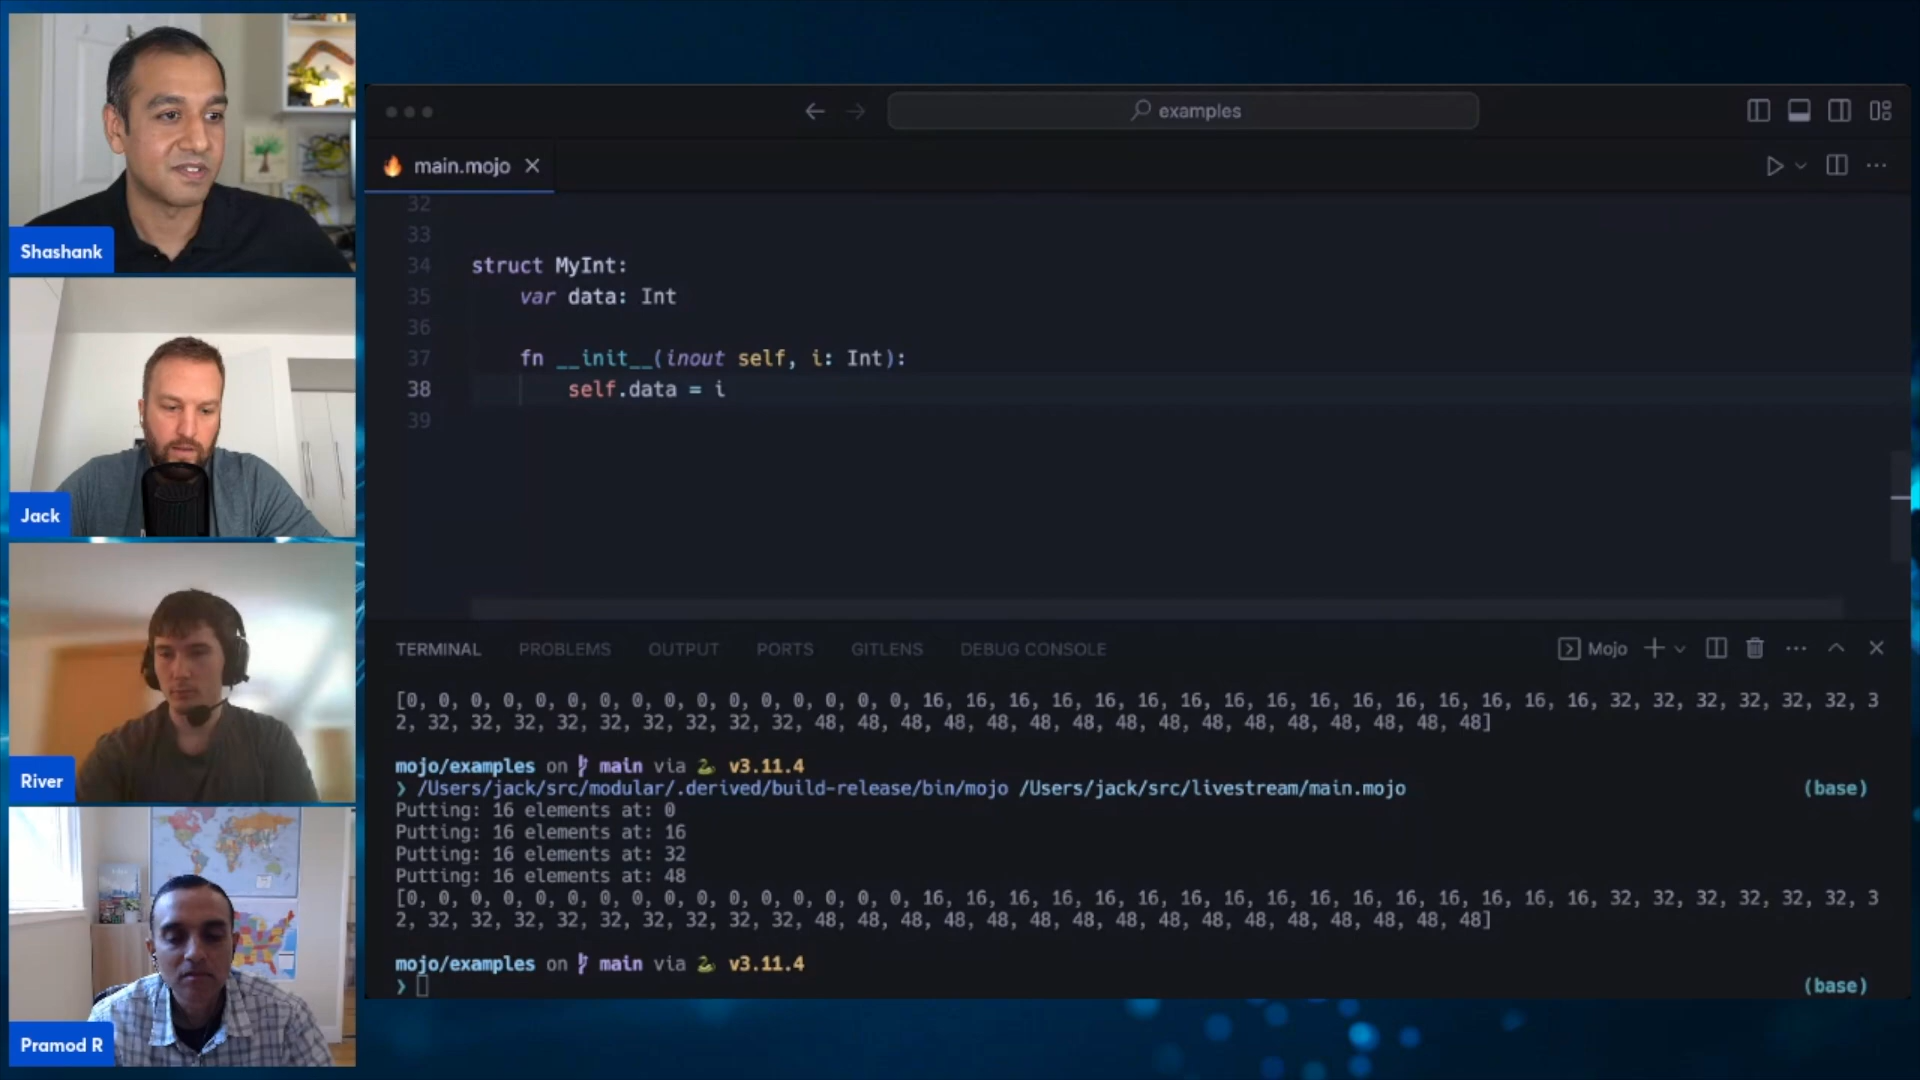 Shashank
Jack
River
Pramod R
examples
main.mojo
32
33
34 struct MyInt:
35 var data: Int
36
37 fn __init__(inout self, i: Int):
38 self.data = i
39
TERMINAL PROBLEMS OUTPUT PORTS GITLENS DEBUG CONSOLE Mojo
[0, 0, 0, 0, 0, 0, 0, 0, 0, 0, 0, 0, 0, 0, 0, 0, 16, 16, 16, 16, 16, 16, 16, 16, 16, 16, 16, 16, 16, 16, 16, 16, 32, 32, 32, 32, 32, 32, 3
2, 32, 32, 32, 32, 32, 32, 32, 32, 32, 48, 48, 48, 48, 48, 48, 48, 48, 48, 48, 48, 48, 48, 48, 48, 48]
mojo/examples on main via v3.11.4
❯ /Users/jack/src/modular/.derived/build-release/bin/mojo /Users/jack/src/livestream/main.mojo (base)
Putting: 16 elements at: 0
Putting: 16 elements at: 16
Putting: 16 elements at: 32
Putting: 16 elements at: 48
[0, 0, 0, 0, 0, 0, 0, 0, 0, 0, 0, 0, 0, 0, 0, 0, 16, 16, 16, 16, 16, 16, 16, 16, 16, 16, 16, 16, 16, 16, 16, 16, 32, 32, 32, 32, 32, 32, 3
2, 32, 32, 32, 32, 32, 32, 32, 32, 32, 48, 48, 48, 48, 48, 48, 48, 48, 48, 48, 48, 48, 48, 48, 48, 48]
mojo/examples on main via v3.11.4
❯ (base)